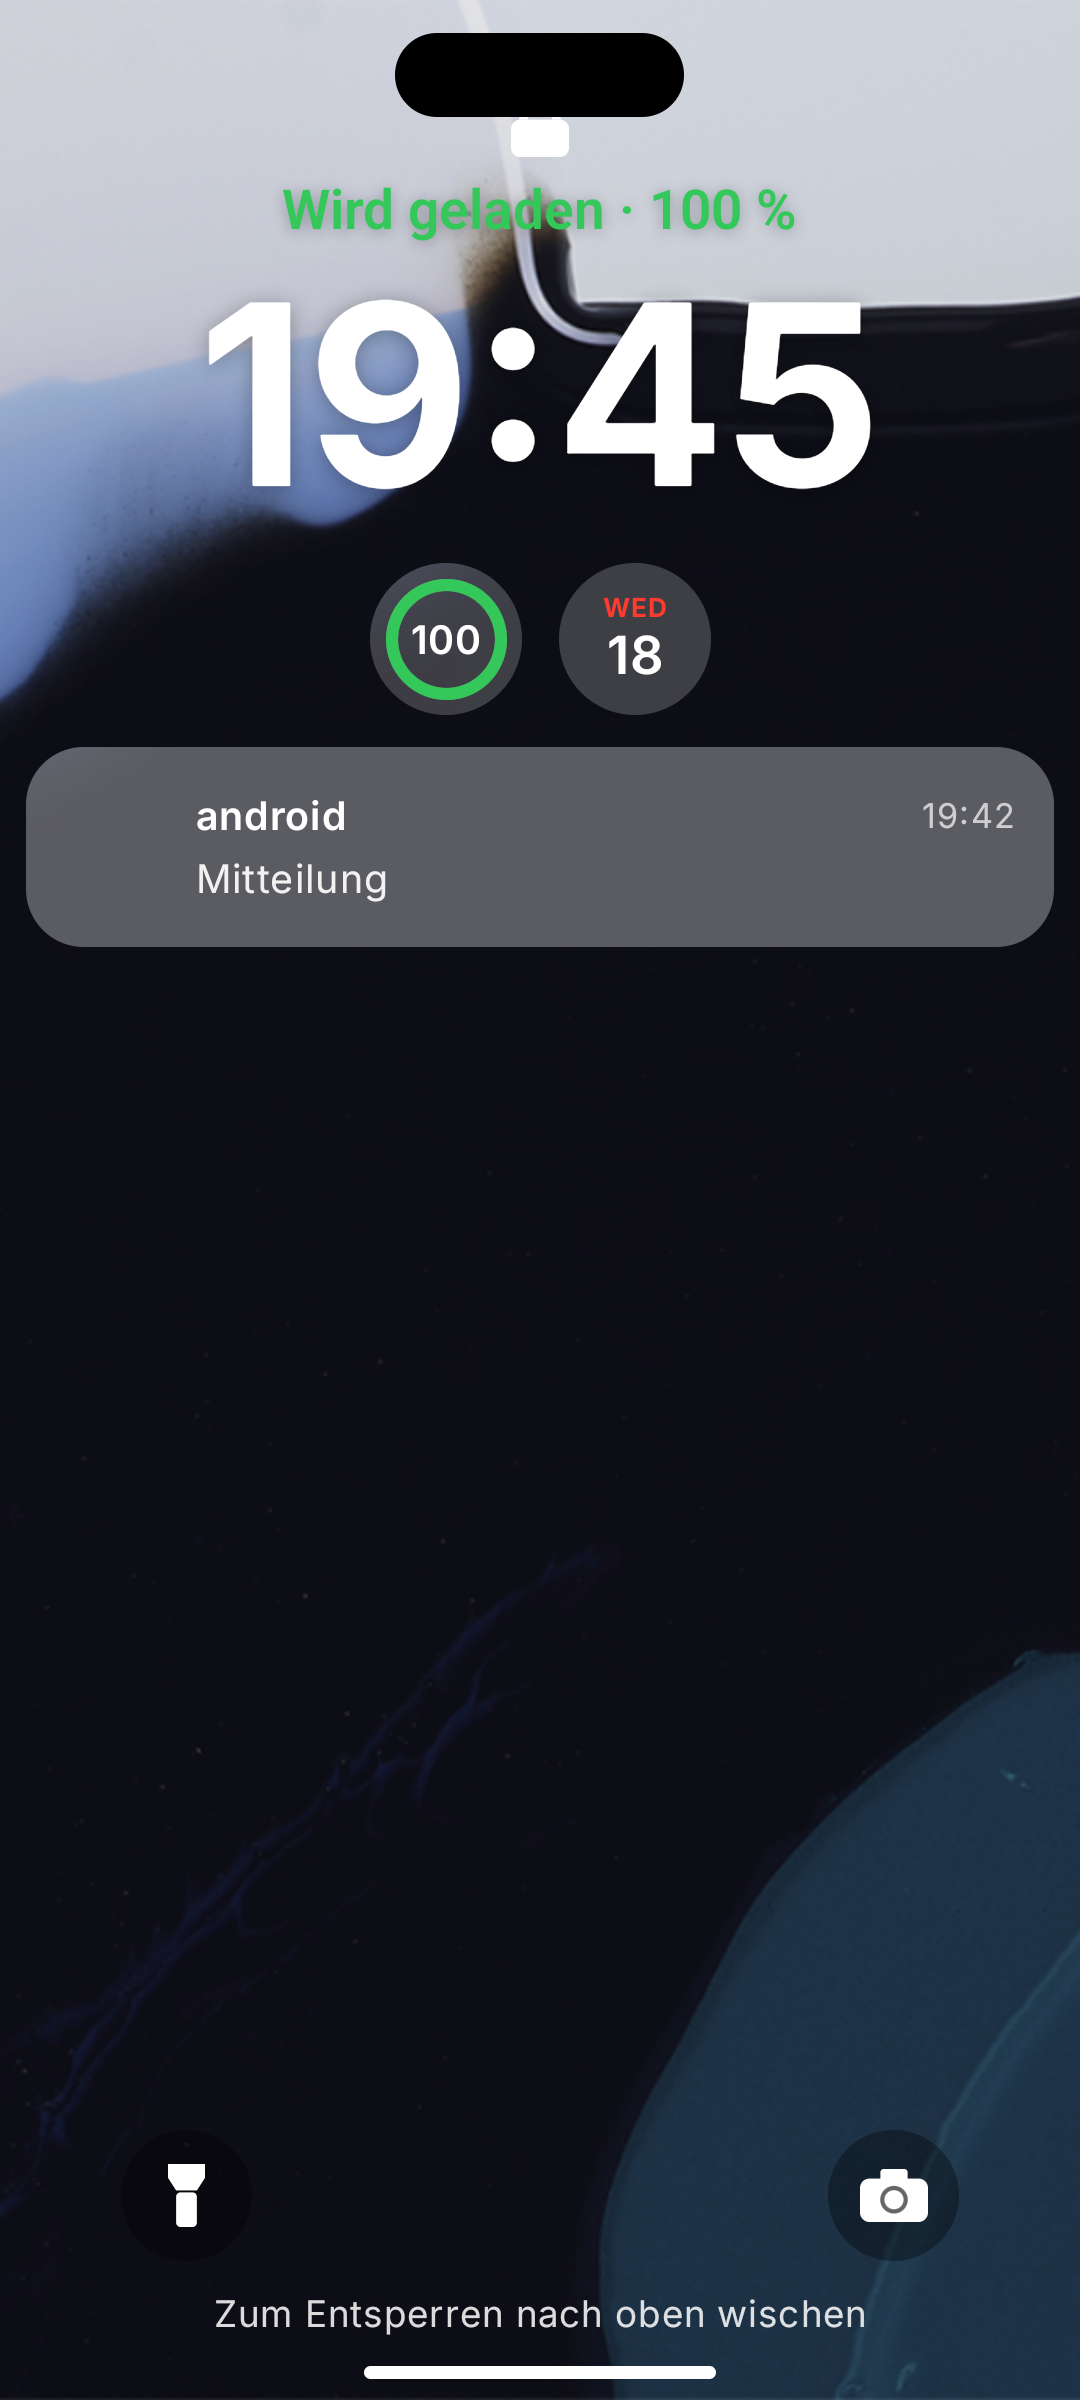 Wird geladen · 100 %
19:45
100
WED
18
android
19:42
Mitteilung
Zum Entsperren nach oben wischen